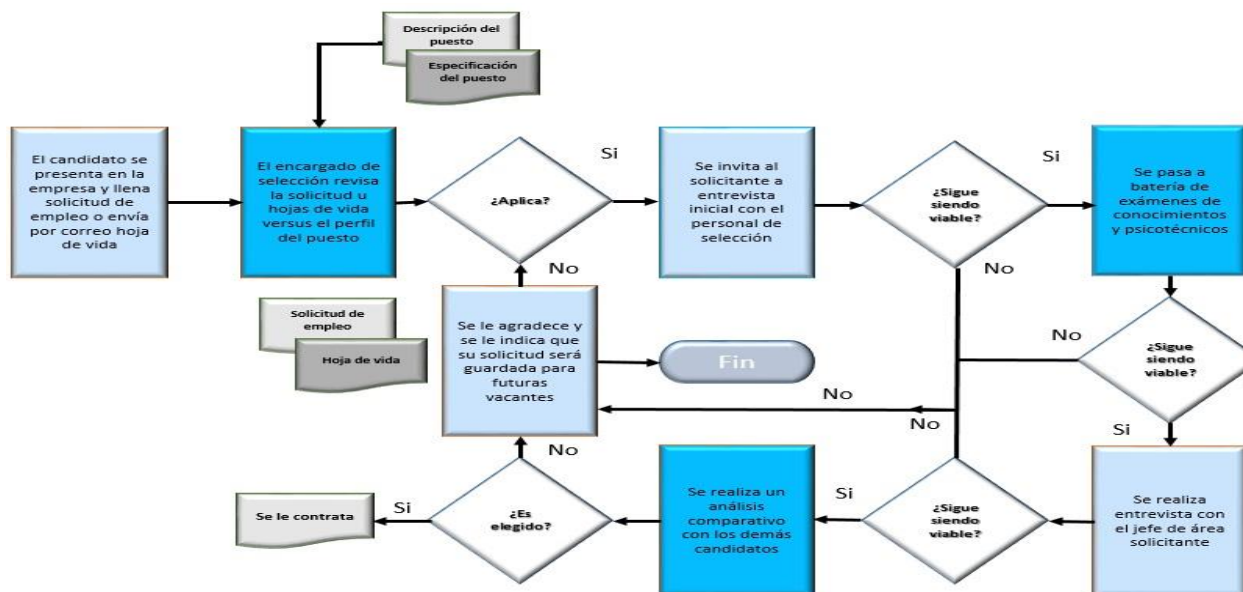 Descripción del
puesto
Especificación
del puesto
El candidato se
presenta en la
empresa y llena
solicitud de
empleo o envía
por correo hoja
de vida
El encargado de
selección revisa
la solicitud u
hojas de vida
versus el perfil
del puesto
¿Aplica?
Si
Se invita al
solicitante a
entrevista
inicial con el
personal de
selección
¿Sigue
siendo
viable?
Si
Se pasa a
batería de
exámenes de
conocimientos
y psicotécnicos
No
No
Solicitud de
empleo
Hoja de vida
Se le agradece y
se le indica que
su solicitud será
guardada para
futuras
vacantes
Fin
No
¿Sigue
siendo
viable?
No
No
Si
No
Se le contrata
Si
¿Es
elegido?
Se realiza un
análisis
comparativo
con los demás
candidatos
Si
¿Sigue
siendo
viable?
Se realiza
entrevista con
el jefe de área
solicitante